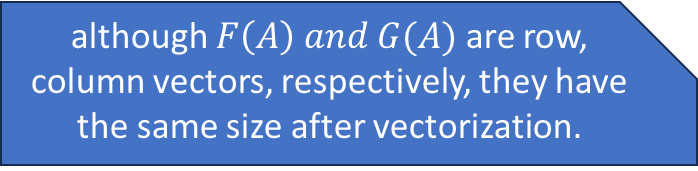 although F(A) and G(A) are row,
column vectors, respectively, they have
the same size after vectorization.